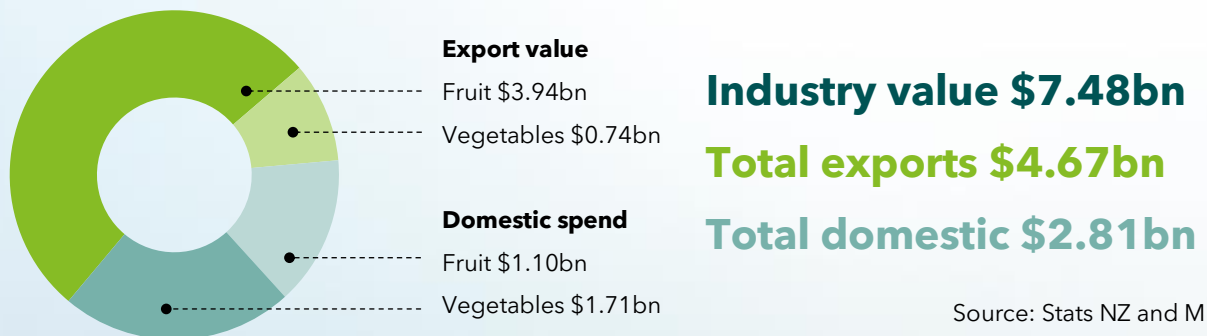 Export value
Fruit $3.94bn
Vegetables $0.74bn
Domestic spend
Fruit $1.10bn
Vegetables $1.71bn
Industry value $7.48bn
Total exports $4.67bn
Total domestic $2.81bn
Source: Stats NZ and M